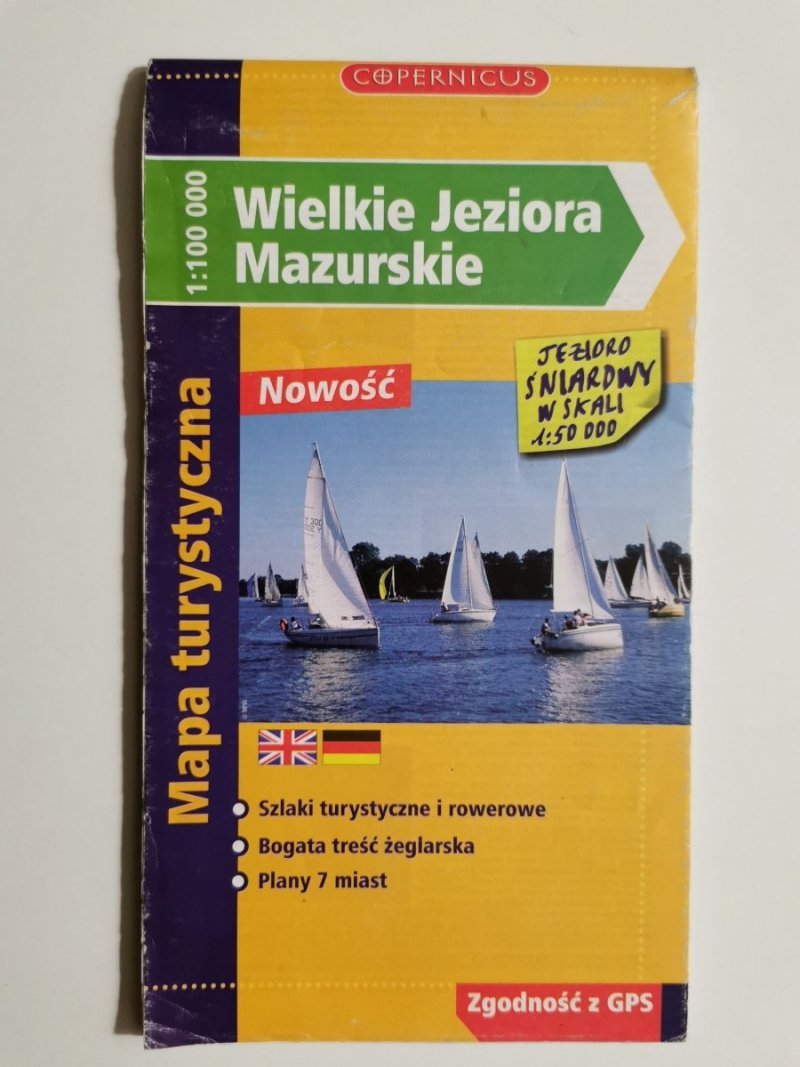 COPERNICUS
1:100 000
Wielkie Jeziora
Mazurskie
JEZIORO
ŚNIARDWY
W SKALI
1:50 000
Nowość
Mapa turystyczna
Szlaki turystyczne i rowerowe
Bogata treść żeglarska
Plany 7 miast
Zgodność z GPS